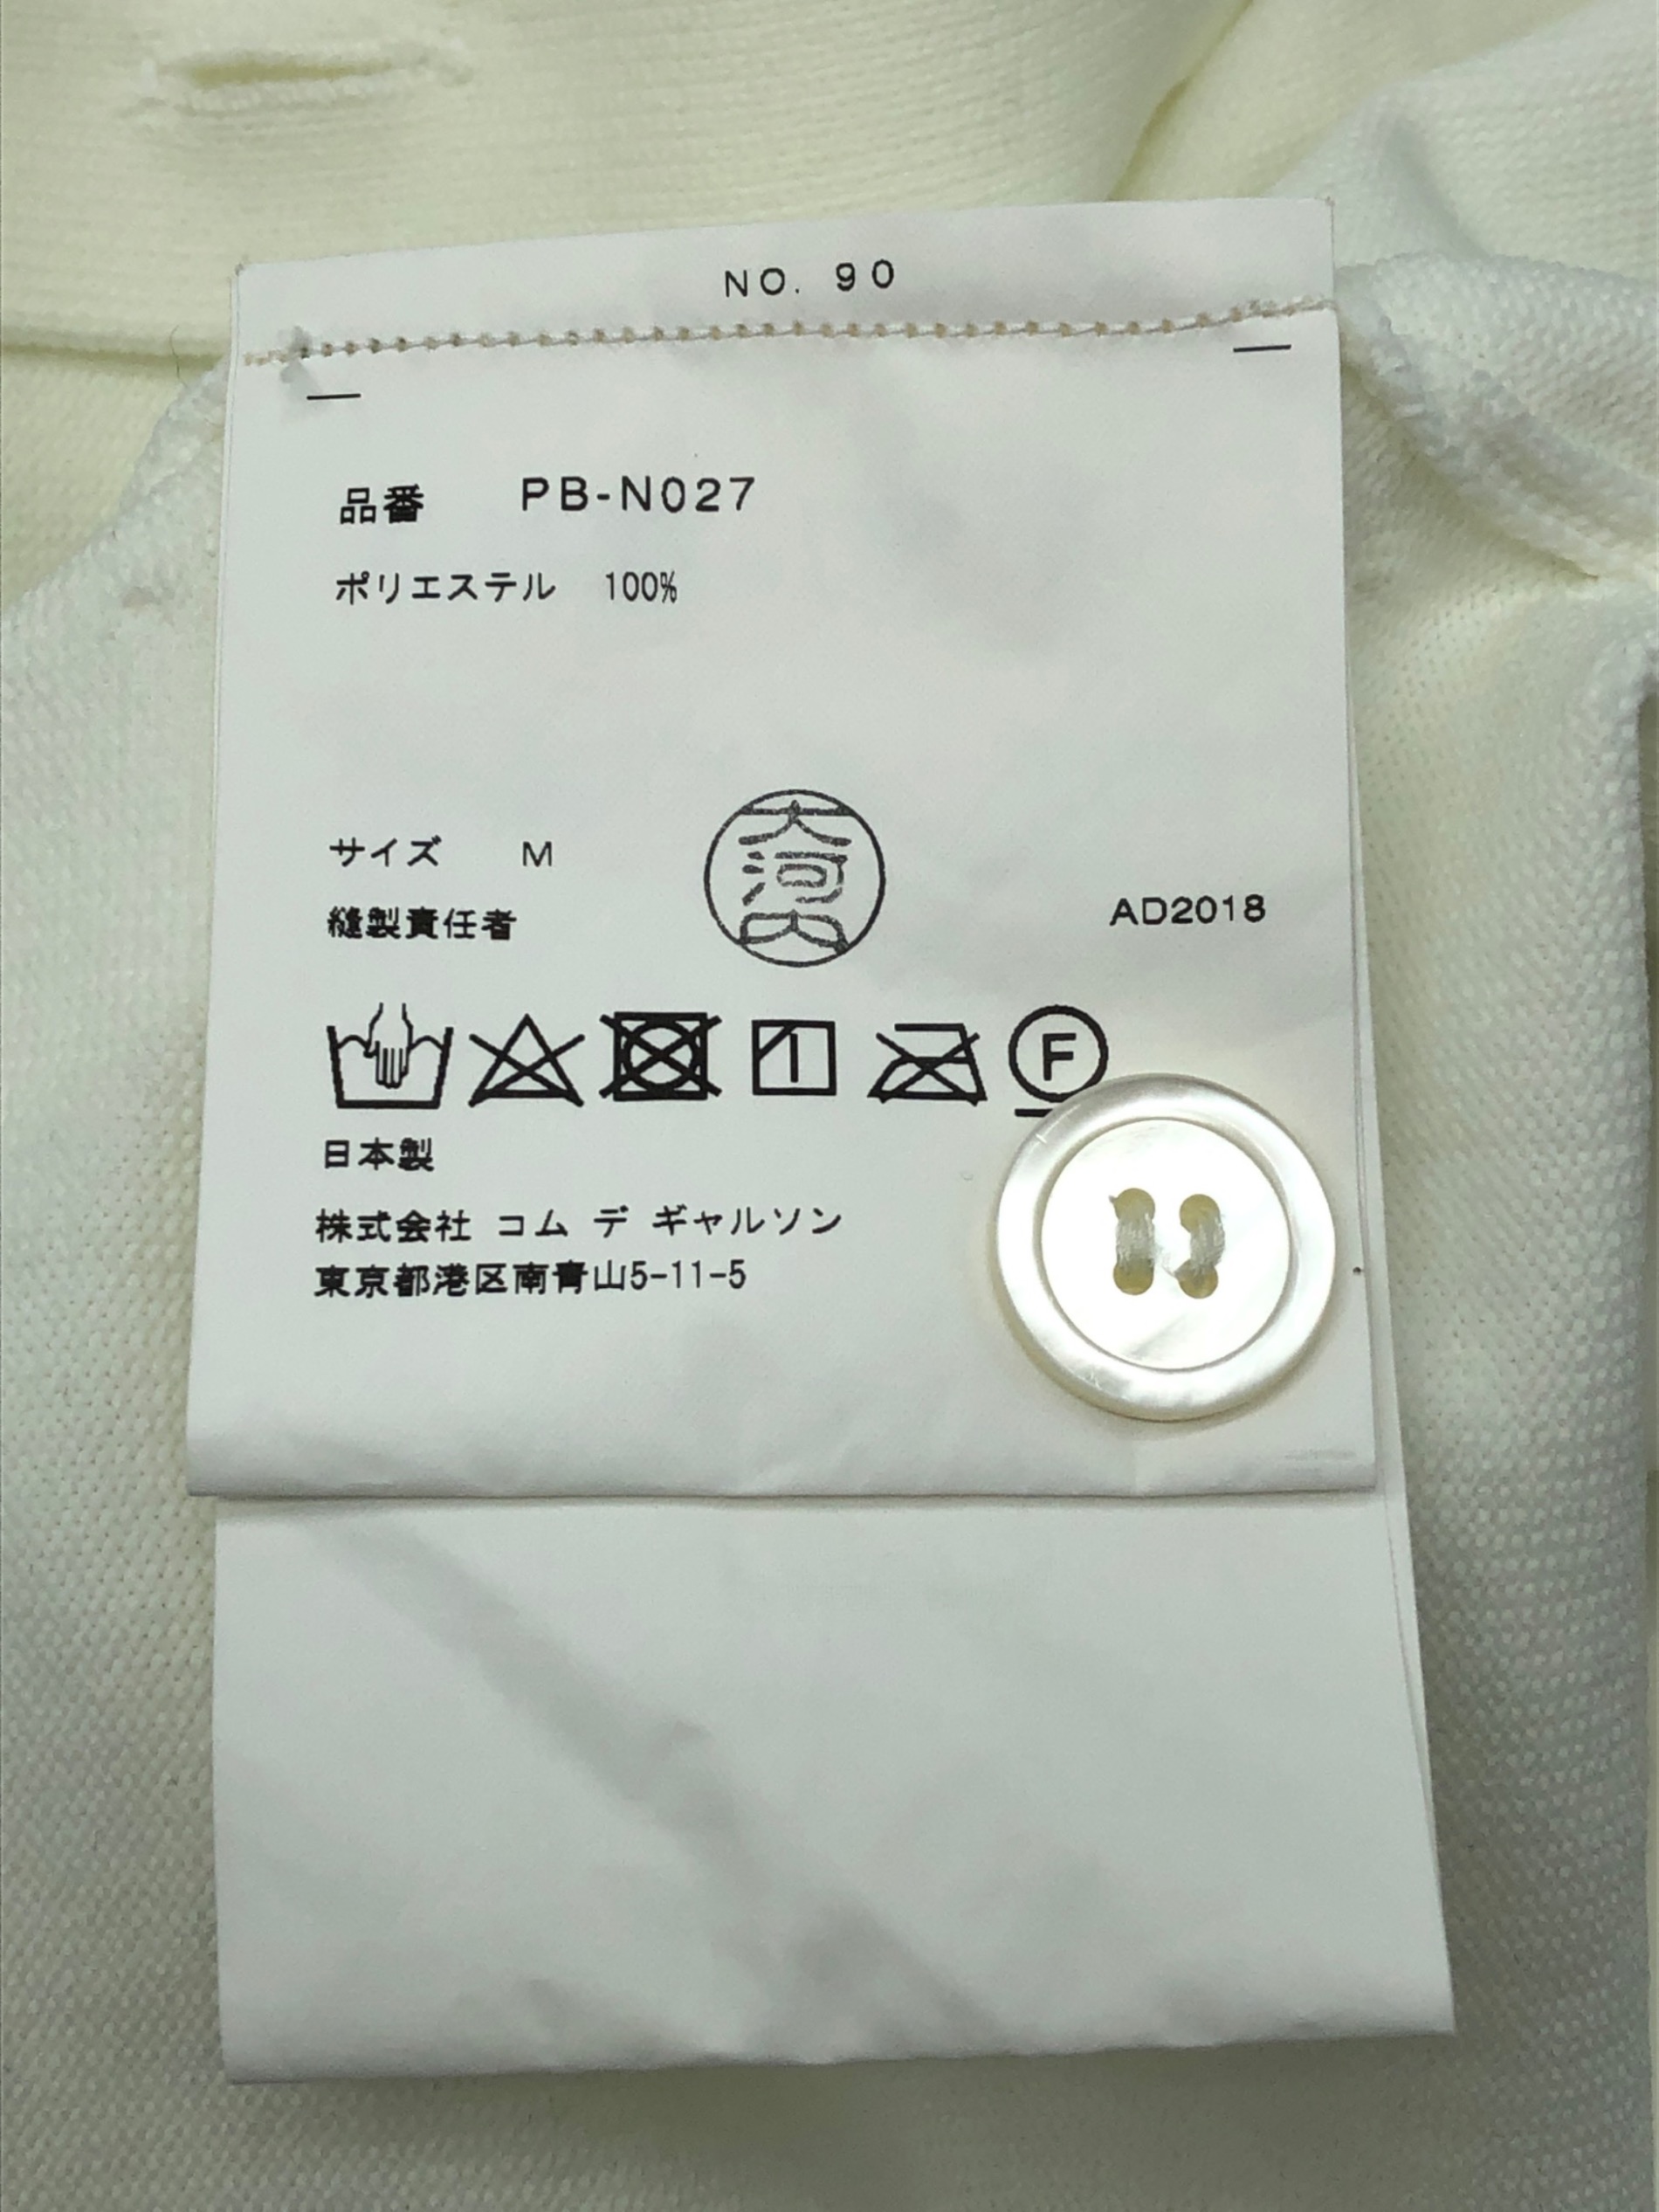 NO. 90
品番 PB-N027
ポリエステル 100%
サイズ M
大河内
縫製責任者
AD2018
F
日本製
株式会社 コム デ ギャルソン
東京都港区南青山5-11-5